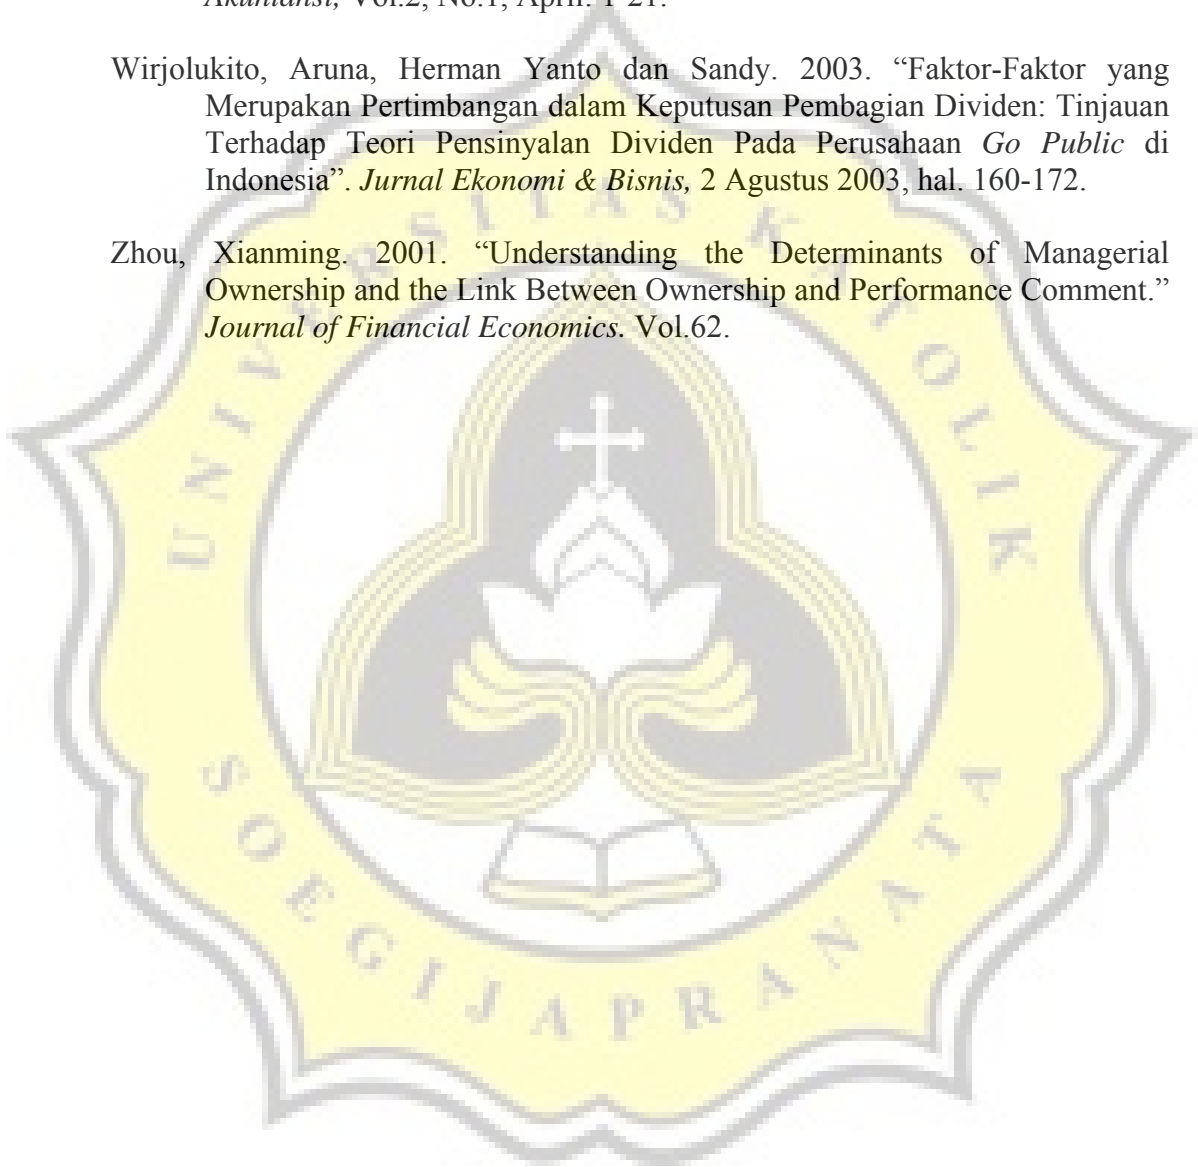 Akuntansi, Vol.2, No.1, April. 1-21.
Wirjolukito, Aruna, Herman Yanto dan Sandy. 2003. “Faktor-Faktor yang
Merupakan Pertimbangan dalam Keputusan Pembagian Dividen: Tinjauan
Terhadap Teori Pensinyalan Dividen Pada Perusahaan Go Public di
Indonesia”. Jurnal Ekonomi & Bisnis, 2 Agustus 2003, hal. 160-172.
Zhou, Xianming. 2001. “Understanding the Determinants of Managerial
Ownership and the Link Between Ownership and Performance Comment.”
Journal of Financial Economics. Vol.62.
UNIVERSITAS KATOLIK
SOEGIJAPRANATA